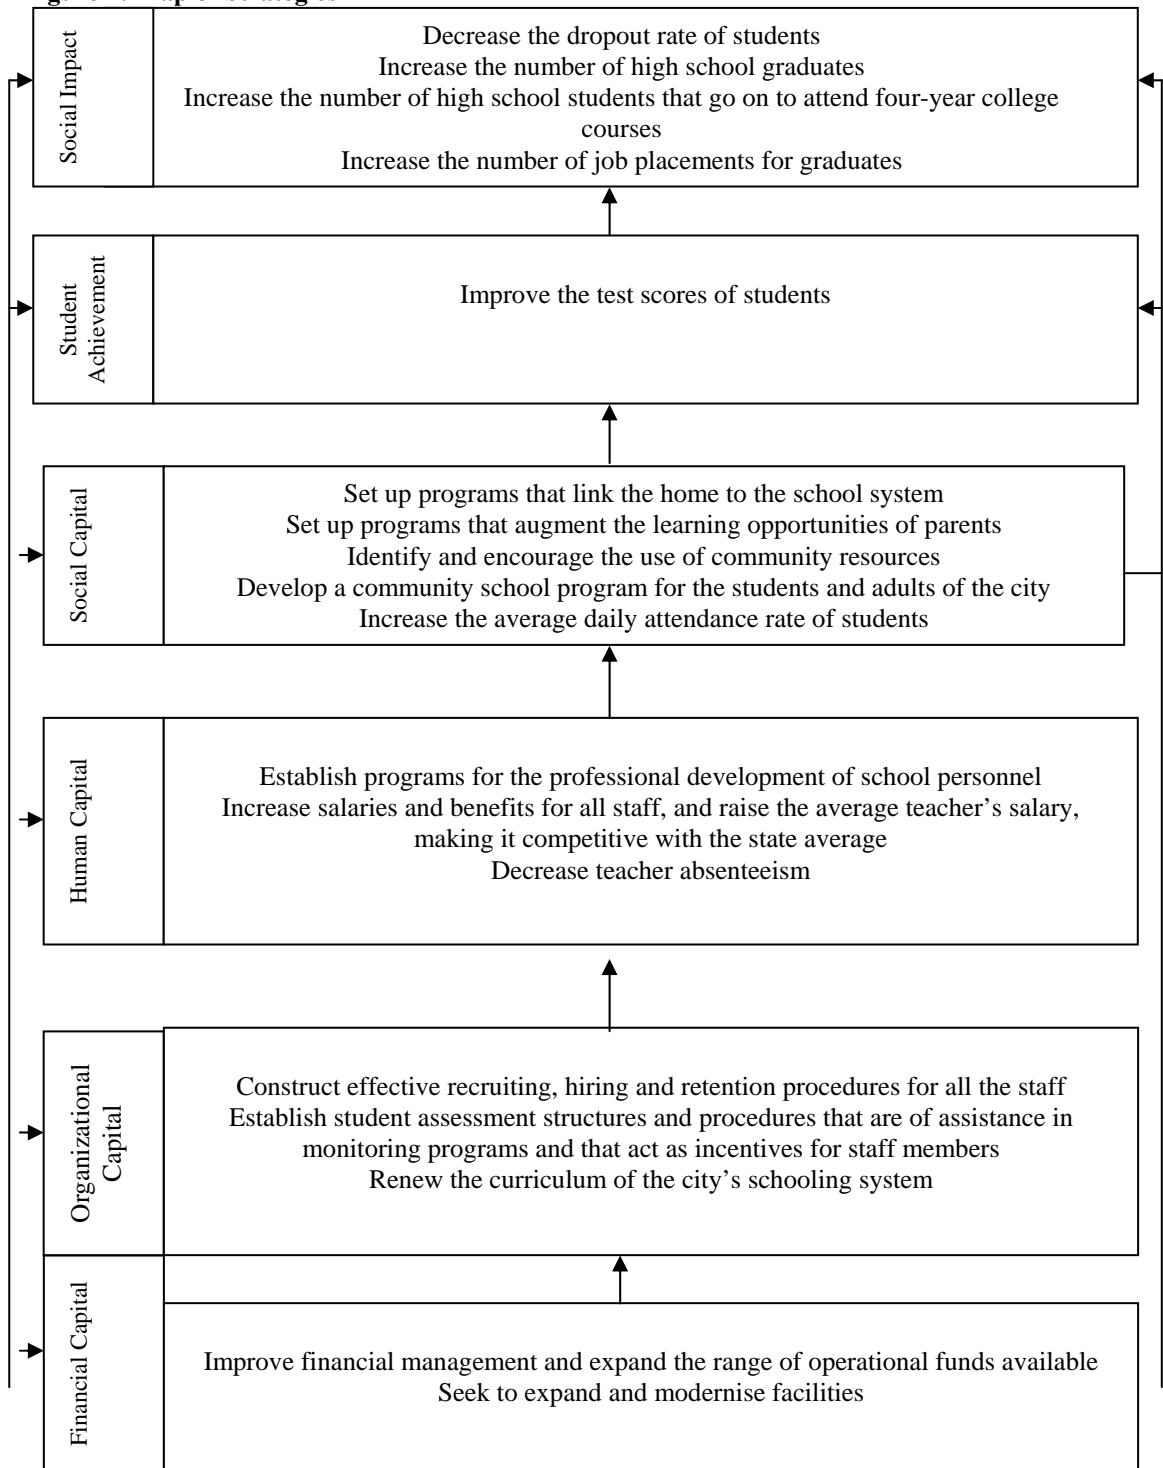 Social Impact
Decrease the dropout rate of students
Increase the number of high school graduates
Increase the number of high school students that go on to attend four-year college
courses
Increase the number of job placements for graduates
Student
Achievement
Improve the test scores of students
Social Capital
Set up programs that link the home to the school system
Set up programs that augment the learning opportunities of parents
Identify and encourage the use of community resources
Develop a community school program for the students and adults of the city
Increase the average daily attendance rate of students
Human Capital
Establish programs for the professional development of school personnel
Increase salaries and benefits for all staff, and raise the average teacher’s salary,
making it competitive with the state average
Decrease teacher absenteeism
Organizational
Capital
Construct effective recruiting, hiring and retention procedures for all the staff
Establish student assessment structures and procedures that are of assistance in
monitoring programs and that act as incentives for staff members
Renew the curriculum of the city’s schooling system
Financial Capital
Improve financial management and expand the range of operational funds available
Seek to expand and modernise facilities